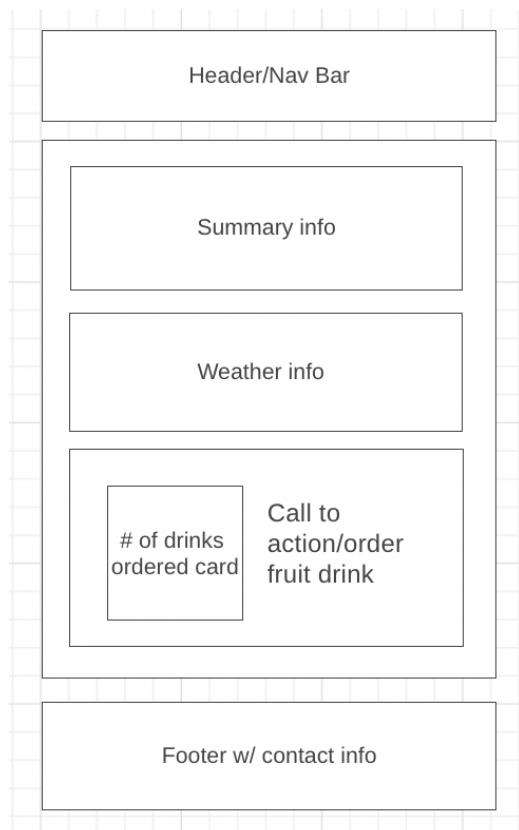 Header/Nav Bar
Summary info
Weather info
# of drinks
ordered card
Call to
action/order
fruit drink
Footer w/ contact info